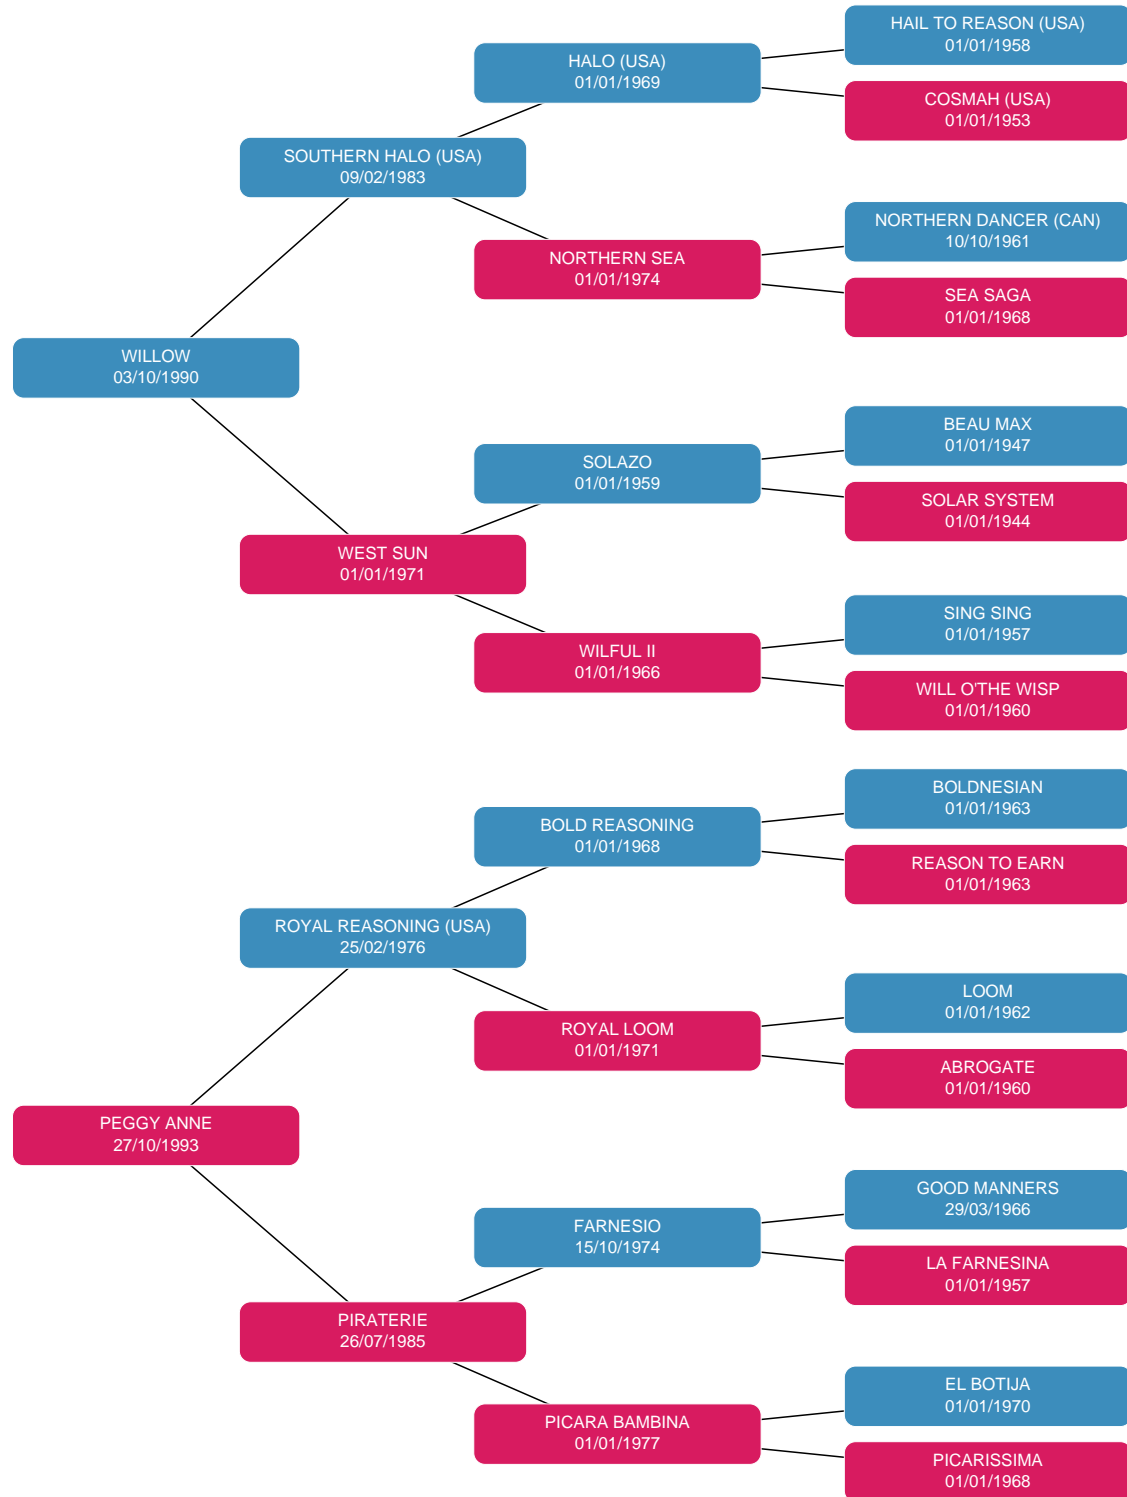 HAIL TO REASON (USA)
01/01/1958
HALO (USA)
01/01/1969
COSMAH (USA)
01/01/1953
SOUTHERN HALO (USA)
09/02/1983
NORTHERN DANCER (CAN)
10/10/1961
NORTHERN SEA
01/01/1974
SEA SAGA
01/01/1968
WILLOW
03/10/1990
BEAU MAX
01/01/1947
SOLAZO
01/01/1959
SOLAR SYSTEM
01/01/1944
WEST SUN
01/01/1971
SING SING
01/01/1957
WILFUL II
01/01/1966
WILL O'THE WISP
01/01/1960
BOLDNESIAN
01/01/1963
BOLD REASONING
01/01/1968
REASON TO EARN
01/01/1963
ROYAL REASONING (USA)
25/02/1976
LOOM
01/01/1962
ROYAL LOOM
01/01/1971
ABROGATE
01/01/1960
PEGGY ANNE
27/10/1993
GOOD MANNERS
29/03/1966
FARNESIO
15/10/1974
LA FARNESINA
01/01/1957
PIRATERIE
26/07/1985
EL BOTIJA
01/01/1970
PICARA BAMBINA
01/01/1977
PICARISSIMA
01/01/1968